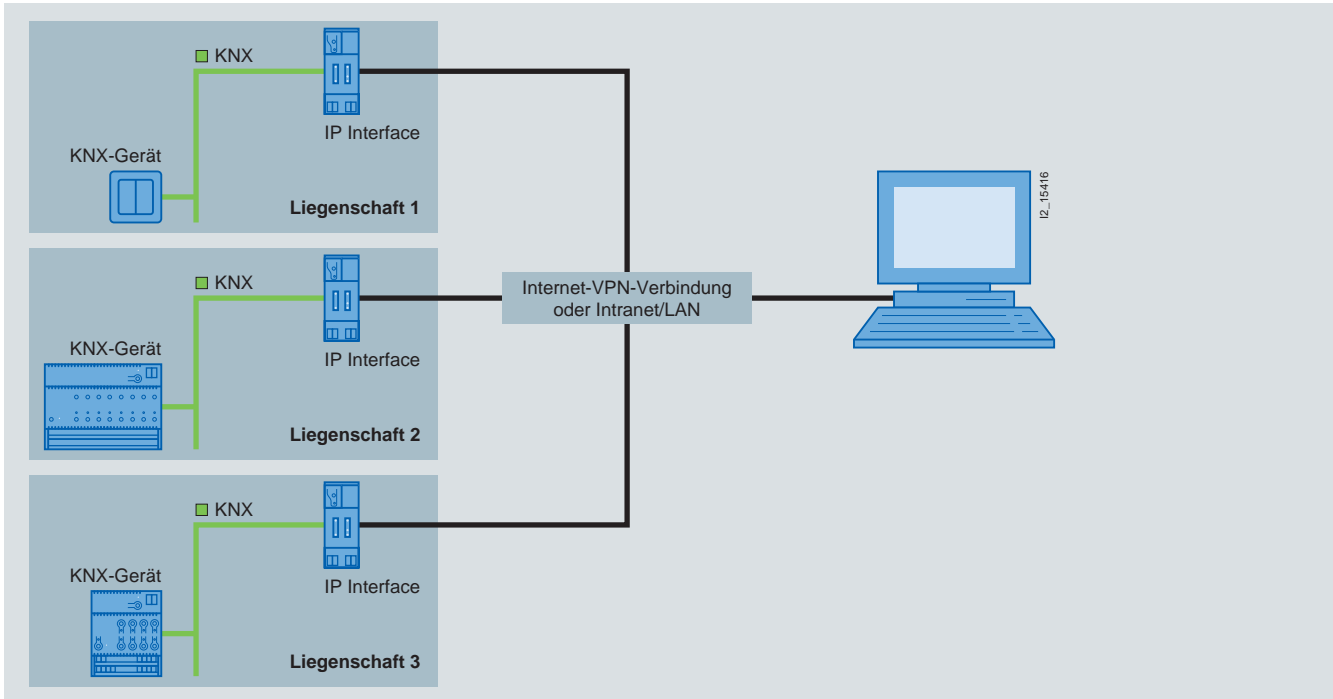 KNX
IP Interface
KNX-Gerät
Liegenschaft 1
KNX
IP Interface
KNX-Gerät
Liegenschaft 2
KNX
IP Interface
KNX-Gerät
Liegenschaft 3
Internet-VPN-Verbindung
oder Intranet/LAN
I2_15416